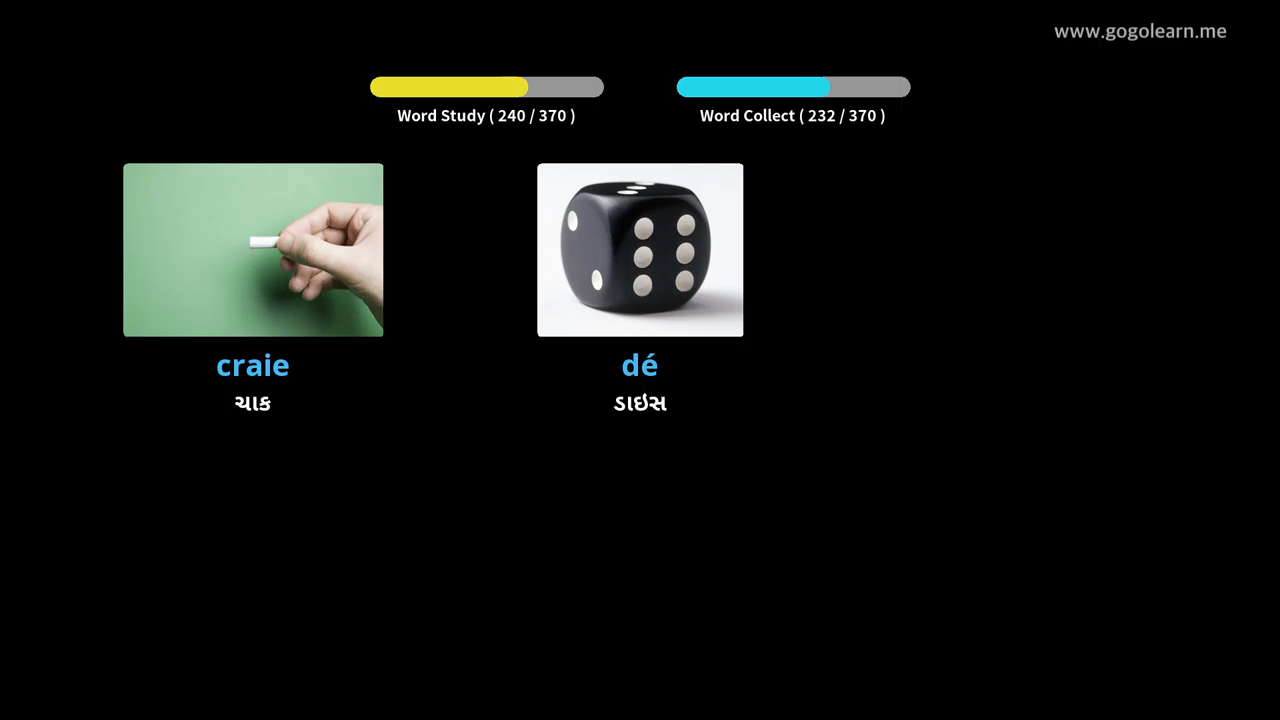 www.gogolearn.me
Word Study ( 240 / 370 )
Word Collect ( 232 / 370 )
craie
ચાક
dé
ડાઇસ